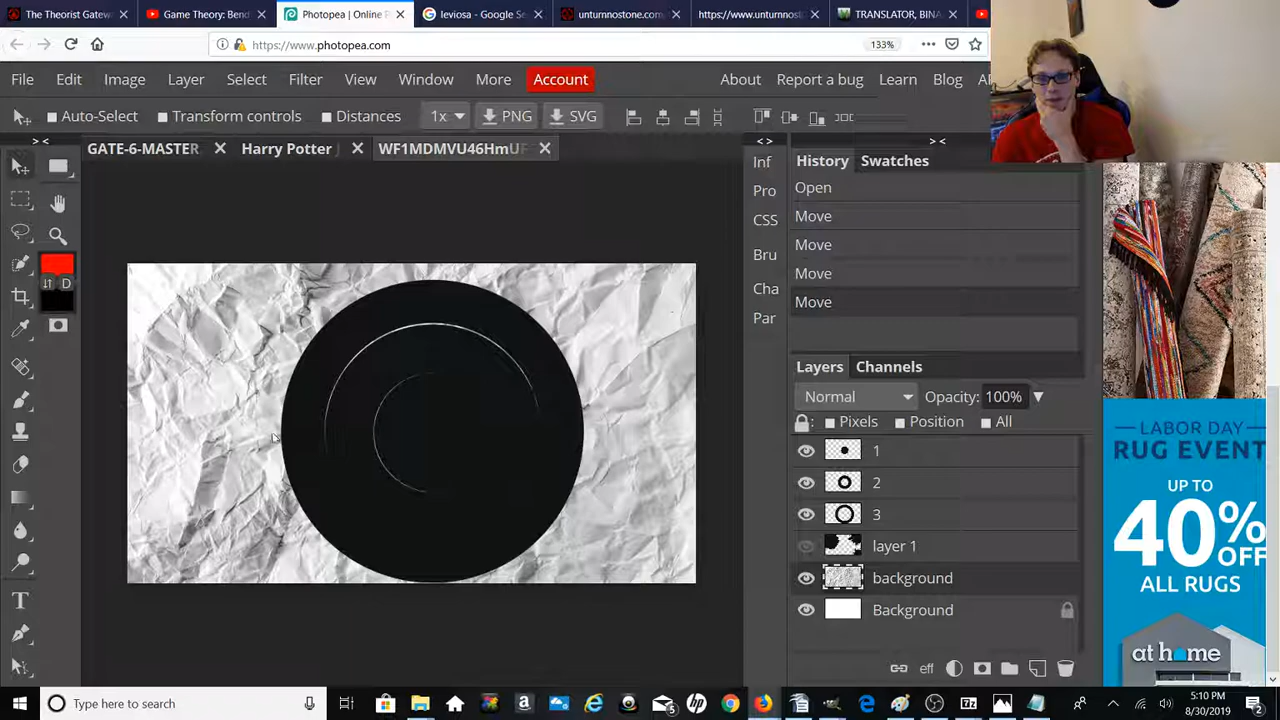 The Theorist Gatew
Game Theory: Bend
Photopea | Online P
leviosa - Google Se
unturnnostone.com/
https://www.unturnnost
TRANSLATOR, BINA
https://www.photopea.com
133%
File Edit Image Layer Select Filter View Window More Account About Report a bug Learn Blog
Auto-Select Transform controls Distances 1x PNG SVG
GATE-6-MASTER. Harry Potter WF1MDMVU46HmUF
Inf
Pro
CSS
Bru
Cha
Par
D
History Swatches
Open
Move
Move
Move
Move
Layers Channels
Normal Opacity: 100%
Pixels Position All
1
2
3
layer 1
background
Background
eff
LABOR DAY
RUG EVENT
UP TO
40% OFF
ALL RUGS
at home
Type here to search
5:10 PM
8/30/2019